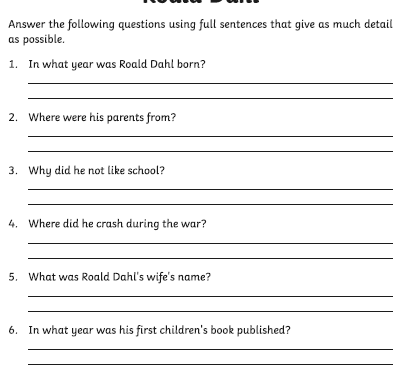 Roald Dahl
Answer the following questions using full sentences that give as much detail
as possible.
1. In what year was Roald Dahl born?
2. Where were his parents from?
3. Why did he not like school?
4. Where did he crash during the war?
5. What was Roald Dahl's wife's name?
6. In what year was his first children's book published?